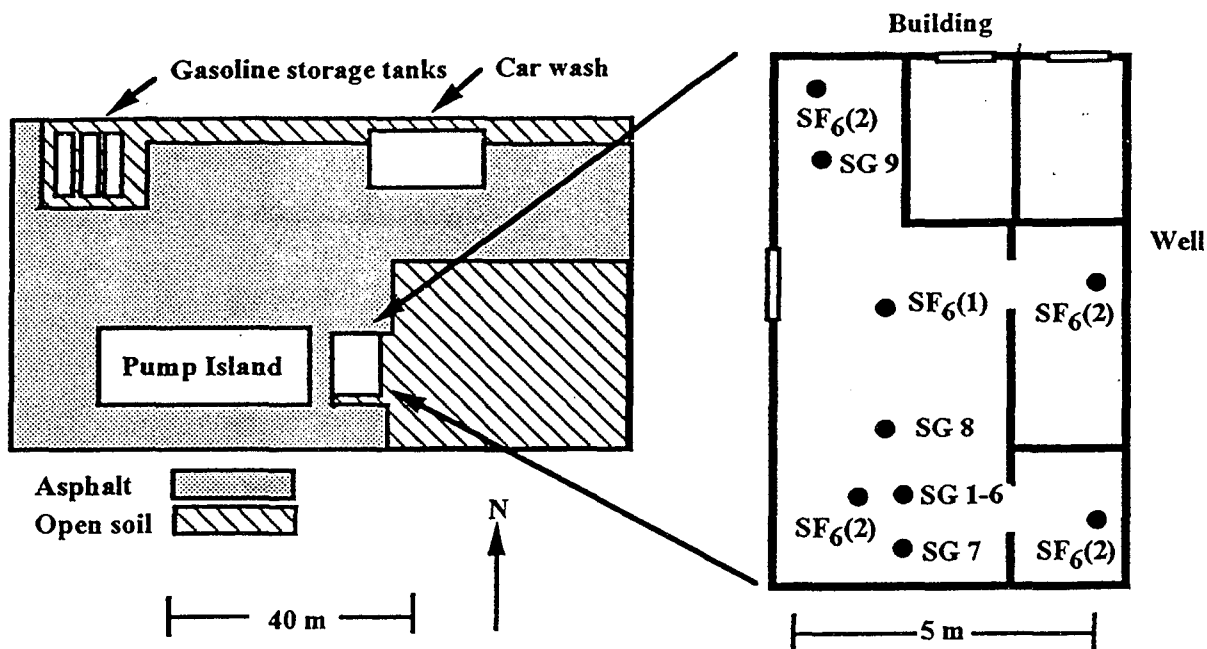 Building
Gasoline storage tanks
Car wash
SF6(2)
SG 9
Well
SF6(1)
SF6(2)
Pump Island
SG 8
SG 1-6
SF6(2)
SG 7
SF6(2)
Asphalt
Open soil
N
40 m
5 m